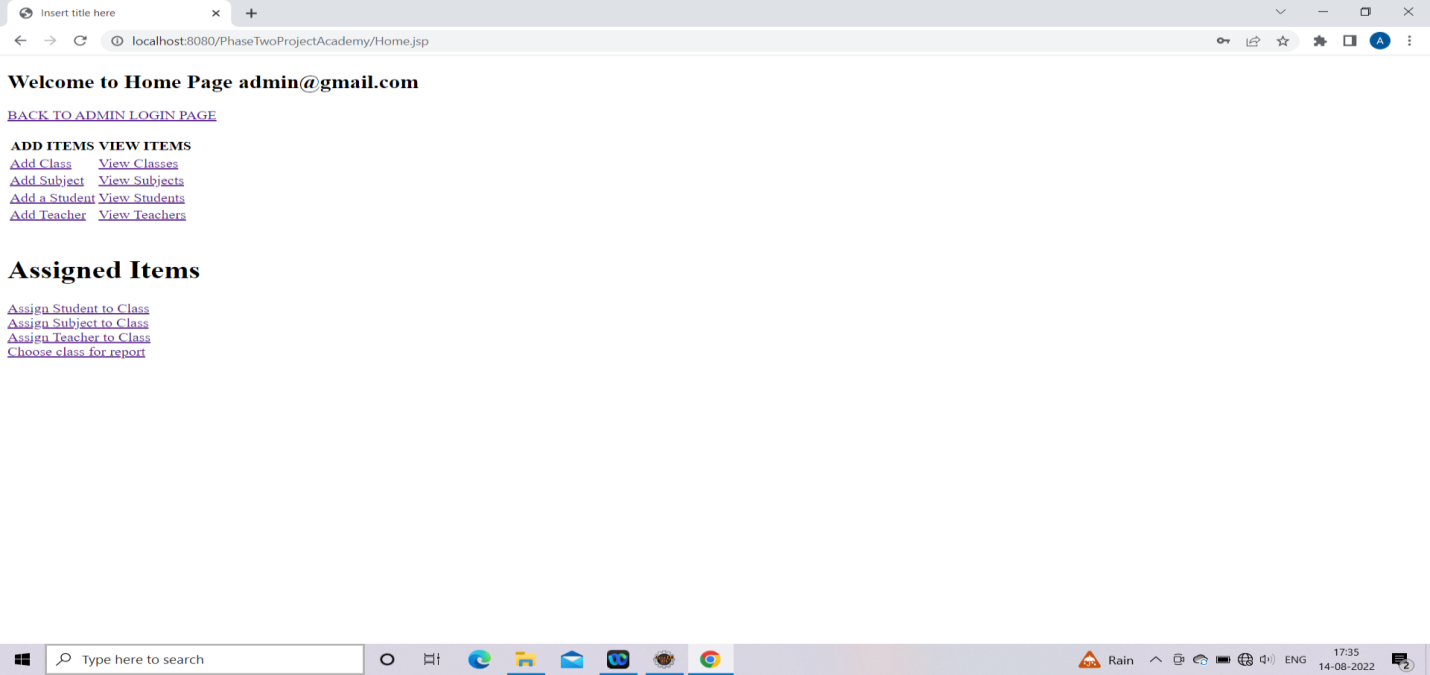 Insert title here
localhost:8080/PhaseTwoProjectAcademy/Home.jsp
A
Welcome to Home Page admin@gmail.com
BACK TO ADMIN LOGIN PAGE
ADD ITEMS VIEW ITEMS
Add Class View Classes
Add Subject View Subjects
Add a Student View Students
Add Teacher View Teachers
Assigned Items
Assign Student to Class
Assign Subject to Class
Assign Teacher to Class
Choose class for report
Type here to search
Rain
ENG
17:35
14-08-2022
2